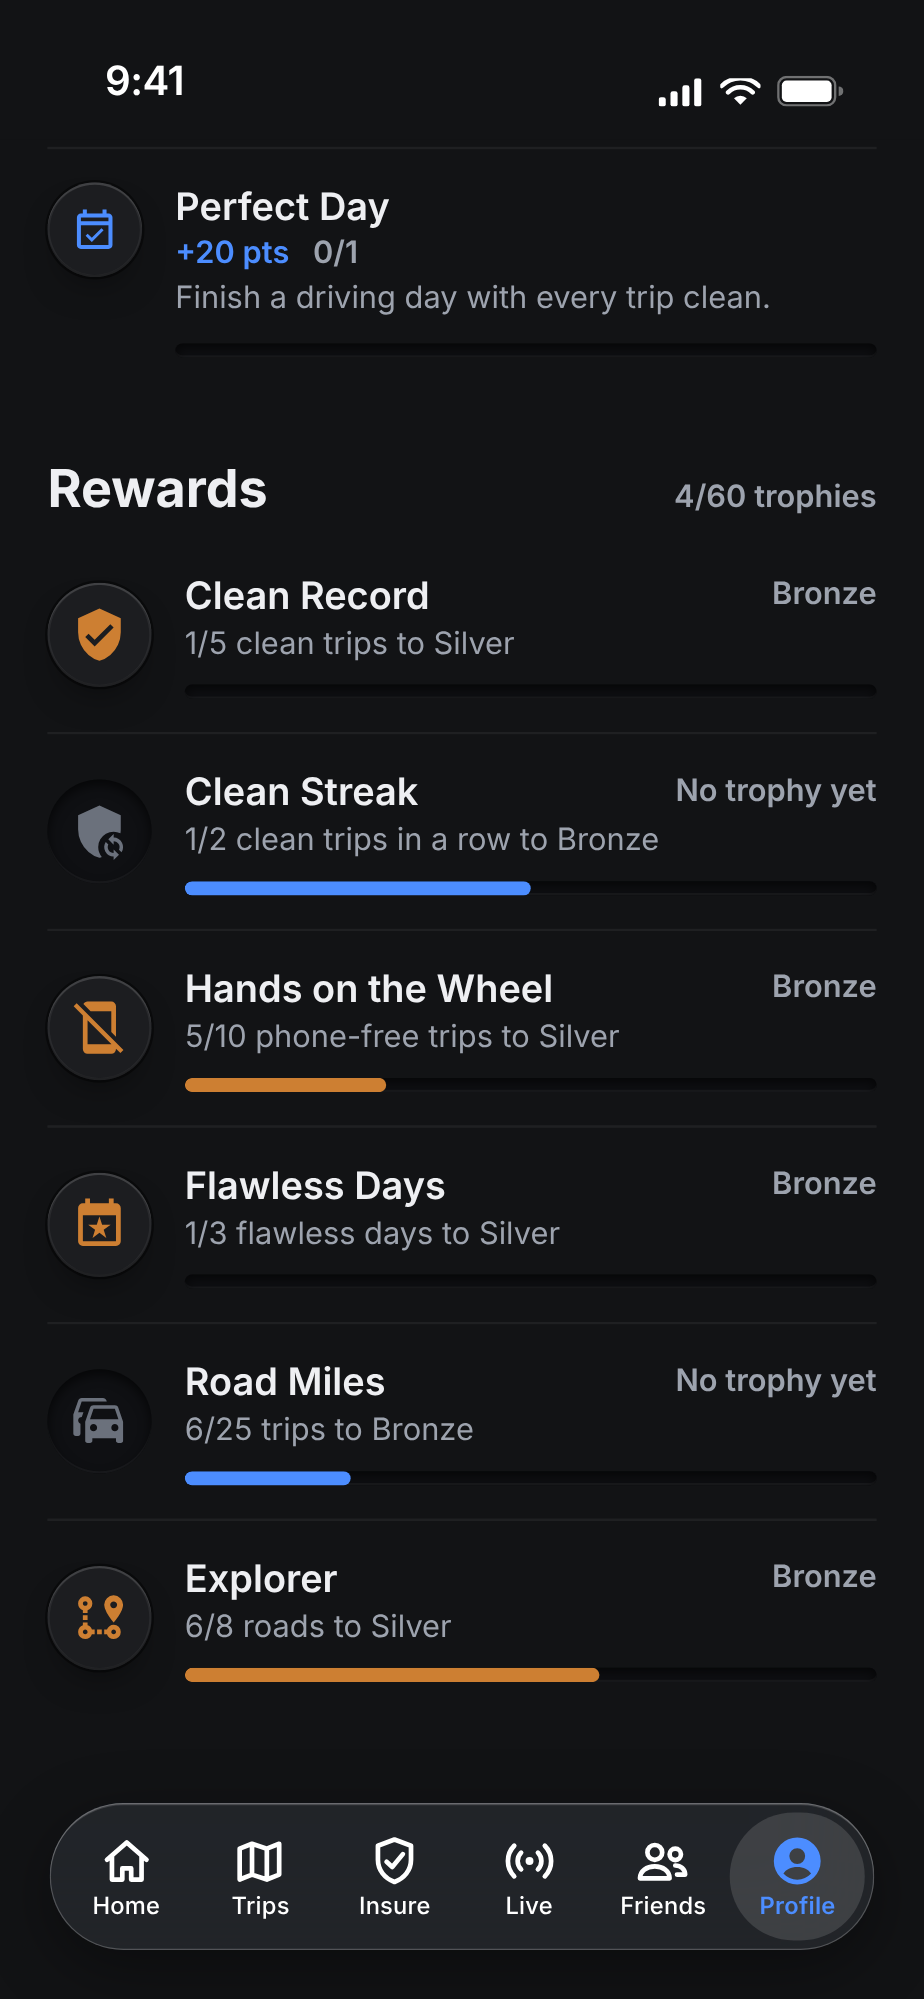 9:41
Perfect Day
+20 pts 0/1
Finish a driving day with every trip clean.
Rewards
4/60 trophies
Clean Record
Bronze
1/5 clean trips to Silver
Clean Streak
No trophy yet
1/2 clean trips in a row to Bronze
Hands on the Wheel
Bronze
5/10 phone-free trips to Silver
Flawless Days
Bronze
1/3 flawless days to Silver
Road Miles
No trophy yet
6/25 trips to Bronze
Explorer
Bronze
6/8 roads to Silver
Home
Trips
Insure
Live
Friends
Profile